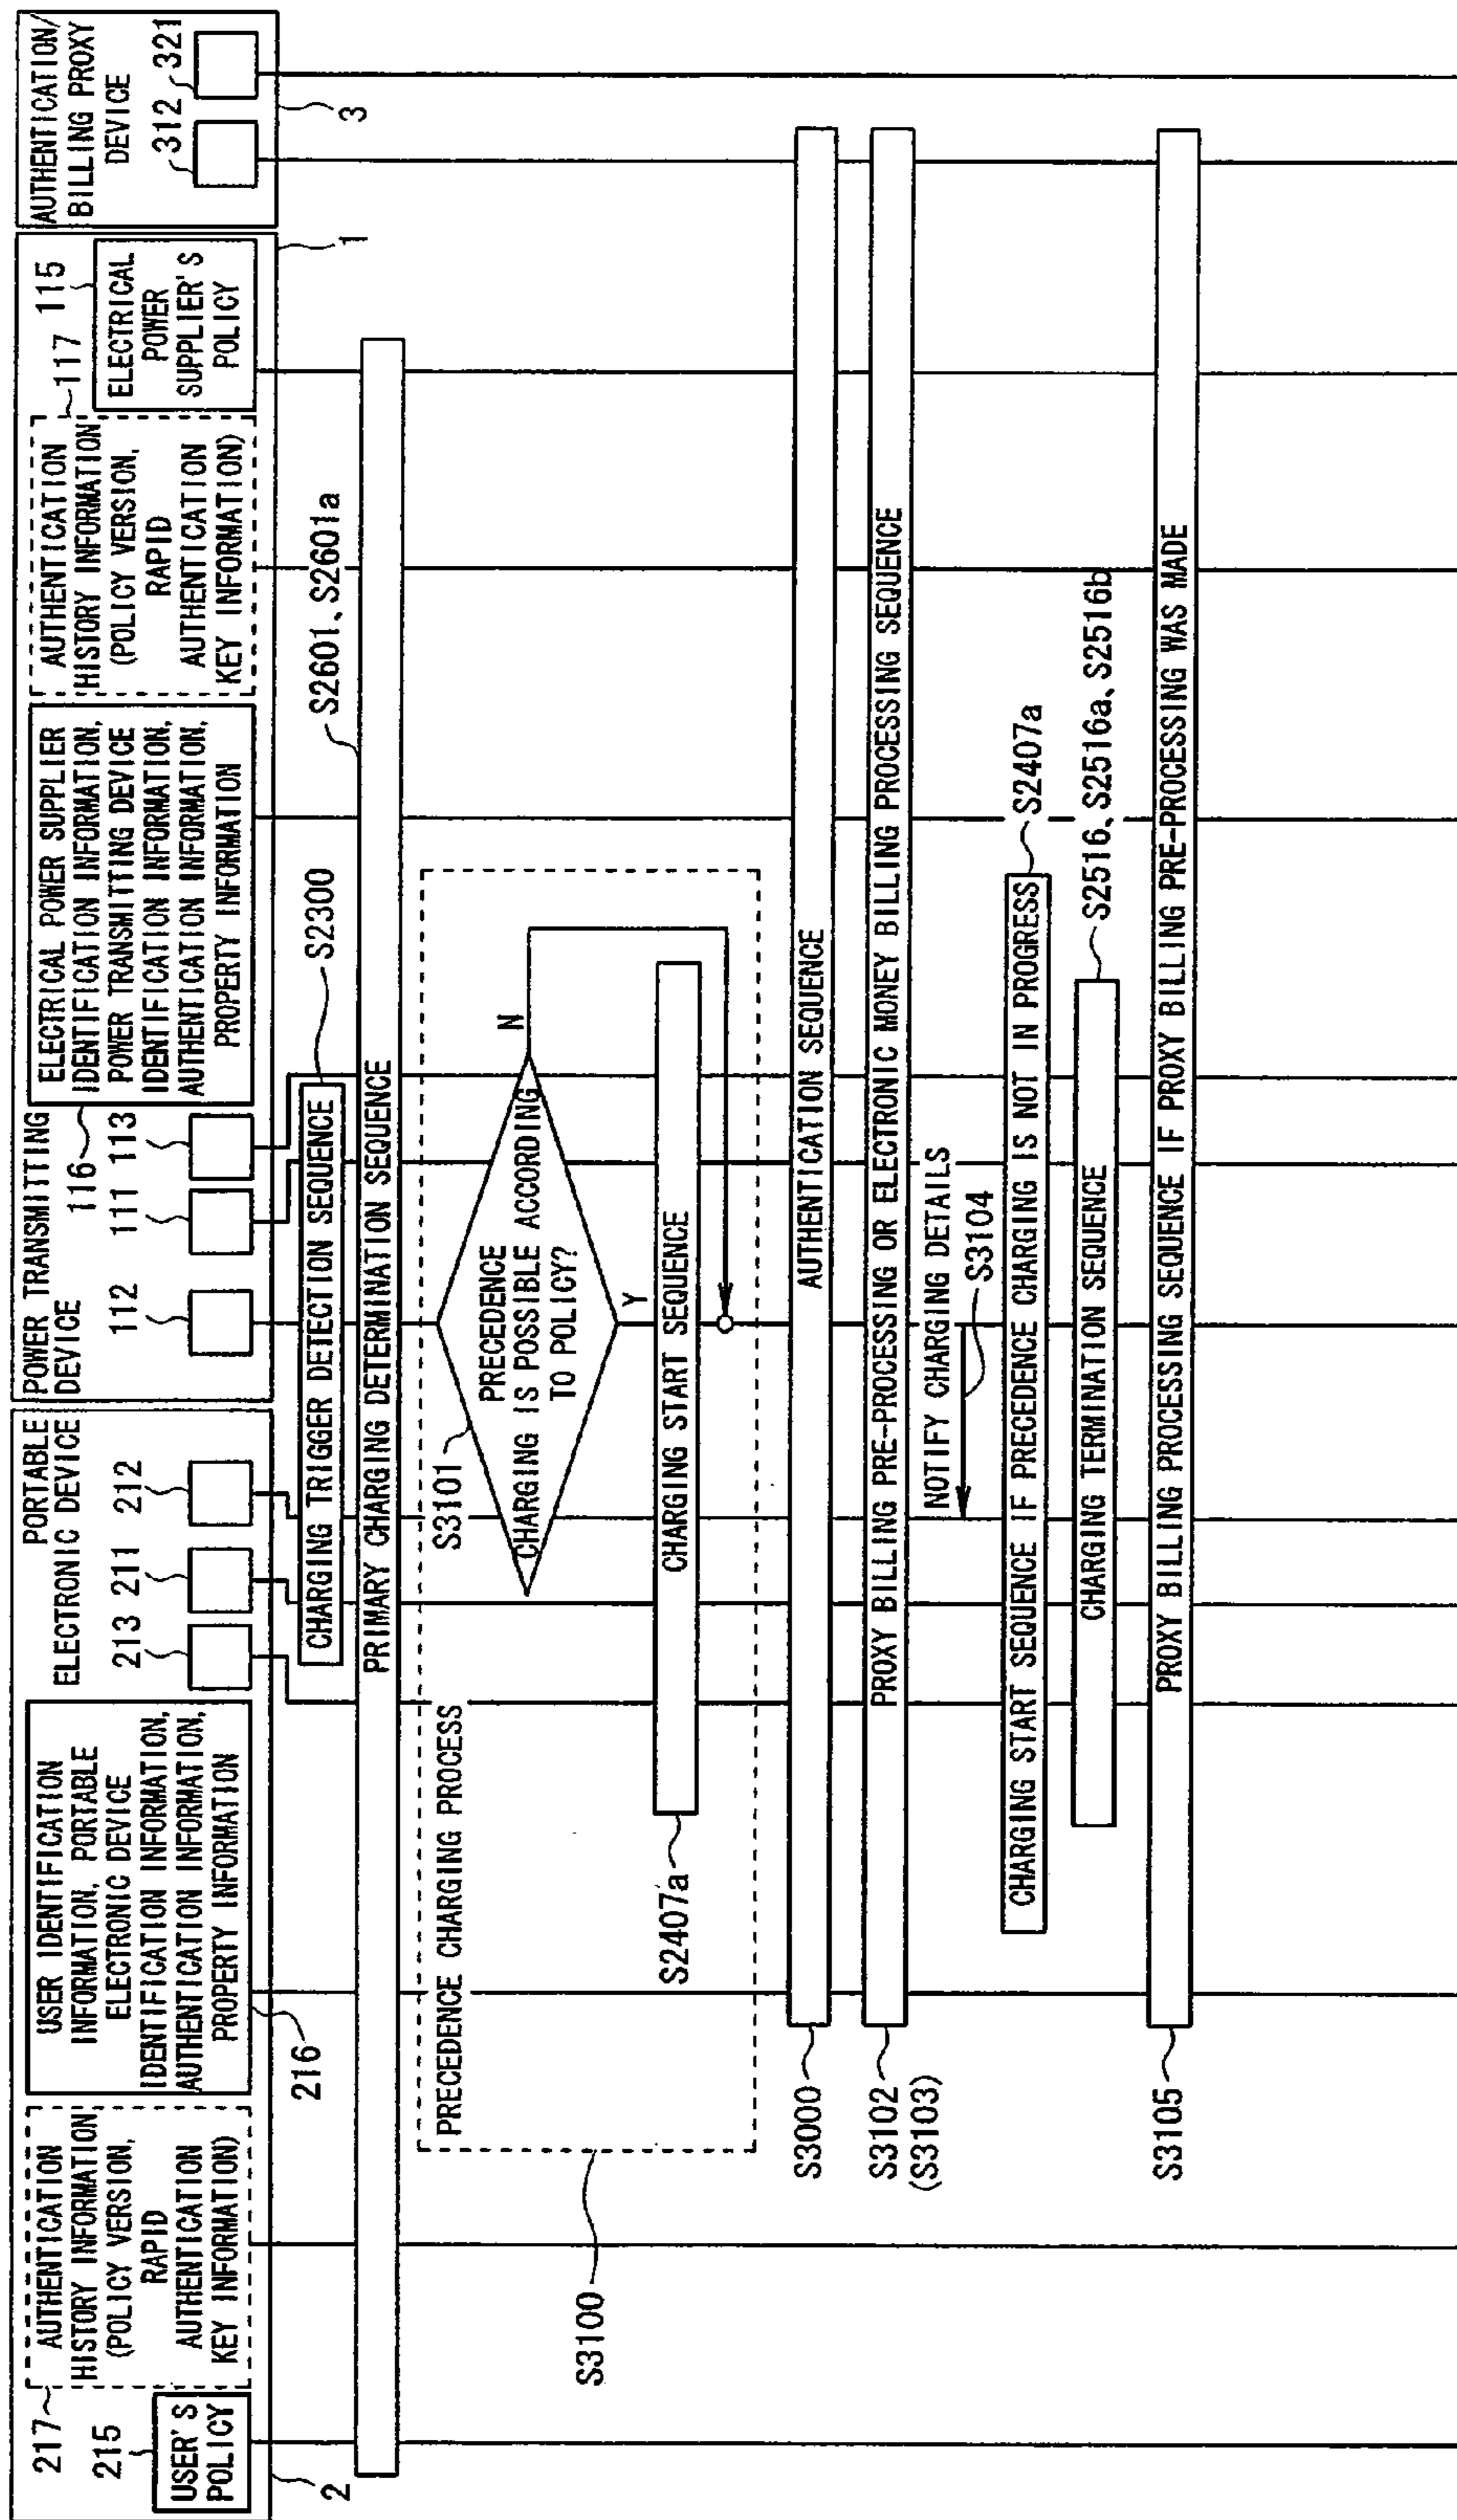 217
AUTHENTICATION
HISTORY INFORMATION
(POLICY VERSION,
RAPID
AUTHENTICATION
KEY INFORMATION)
215
USER'S
POLICY
2
USER IDENTIFICATION
INFORMATION, PORTABLE
ELECTRONIC DEVICE
IDENTIFICATION INFORMATION,
AUTHENTICATION INFORMATION,
PROPERTY INFORMATION
216
PORTABLE
ELECTRONIC DEVICE
213 211 212
POWER TRANSMITTING
DEVICE
112 111 113
116
ELECTRICAL POWER SUPPLIER
IDENTIFICATION INFORMATION,
POWER TRANSMITTING DEVICE
IDENTIFICATION INFORMATION,
AUTHENTICATION INFORMATION,
PROPERTY INFORMATION
AUTHENTICATION
HISTORY INFORMATION
(POLICY VERSION,
RAPID
AUTHENTICATION
KEY INFORMATION)
117
115
ELECTRICAL
POWER
SUPPLIER'S
POLICY
1
AUTHENTICATION/
BILLING PROXY
DEVICE
312 321
3
CHARGING TRIGGER DETECTION SEQUENCE
S2300
PRIMARY CHARGING DETERMINATION SEQUENCE
S2601、S2601a
S3100
PRECEDENCE CHARGING PROCESS
S3101
PRECEDENCE
CHARGING IS POSSIBLE ACCORDING
TO POLICY?
N
Y
S2407a
CHARGING START SEQUENCE
S3000
AUTHENTICATION SEQUENCE
S3102
(S3103)
PROXY BILLING PRE-PROCESSING OR ELECTRONIC MONEY BILLING PROCESSING SEQUENCE
NOTIFY CHARGING DETAILS
S3104
CHARGING START SEQUENCE IF PRECEDENCE CHARGING IS NOT IN PROGRESS
S2407a
CHARGING TERMINATION SEQUENCE
S2516、S2516a、S2516b
S3105
PROXY BILLING PROCESSING SEQUENCE IF PROXY BILLING PRE-PROCESSING WAS MADE